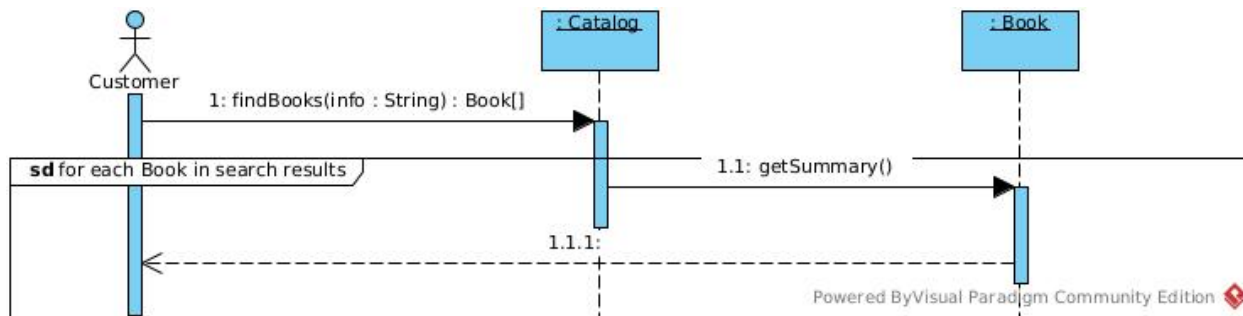 : Catalog
: Book
Customer
1: findBooks(info : String) : Book[]
sd for each Book in search results
1.1: getSummary()
1.1.1:
Powered ByVisual Paradigm Community Edition